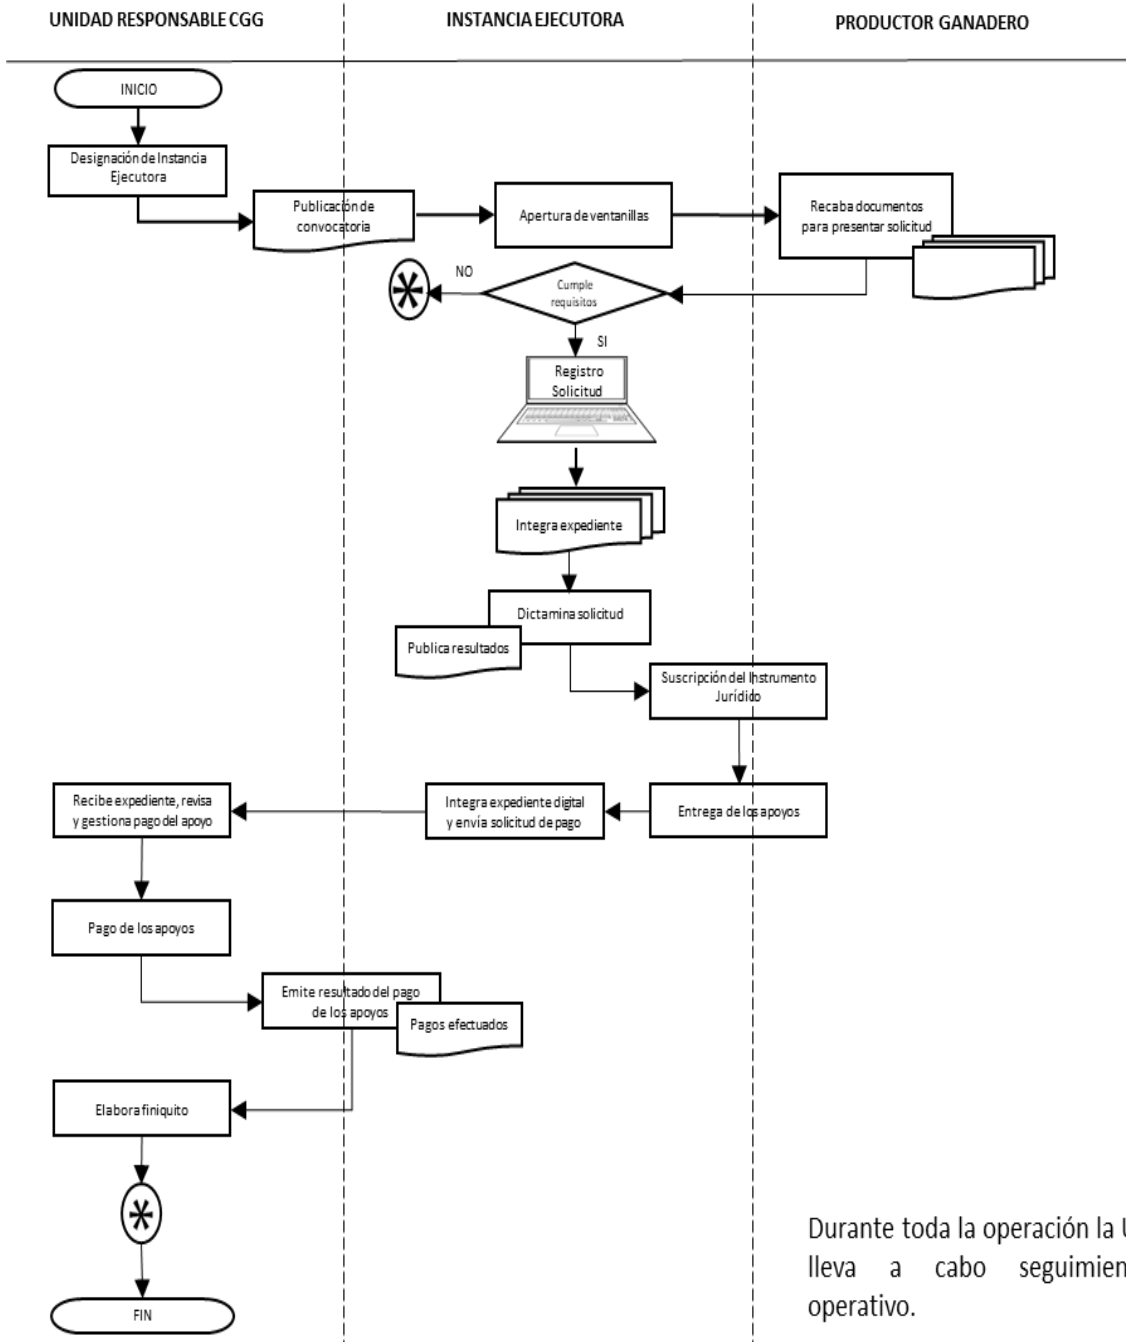 UNIDAD RESPONSABLE CGG
INSTANCIA EJECUTORA
PRODUCTOR GANADERO
INICIO
Designación de Instancia
Ejecutora
Publicación de
convocatoria
Apertura de ventanillas
Recaba documentos
para presentar solicitud
NO
Cumple
requisitos
SI
Registro
Solicitud
Integra expediente
Dictamina solicitud
Publica resultados
Suscripción del Instrumento
Jurídido
Recibe expediente, revisa
y gestiona pago del apoyo
Integra expediente digital
y envía solicitud de pago
Entrega de los apoyos
Pago de los apoyos
Emite resultado del pago
de los apoyos
Pagos efectuados
Elabora finiquito
FIN
Durante toda la operación la
lleva a cabo
operativo.